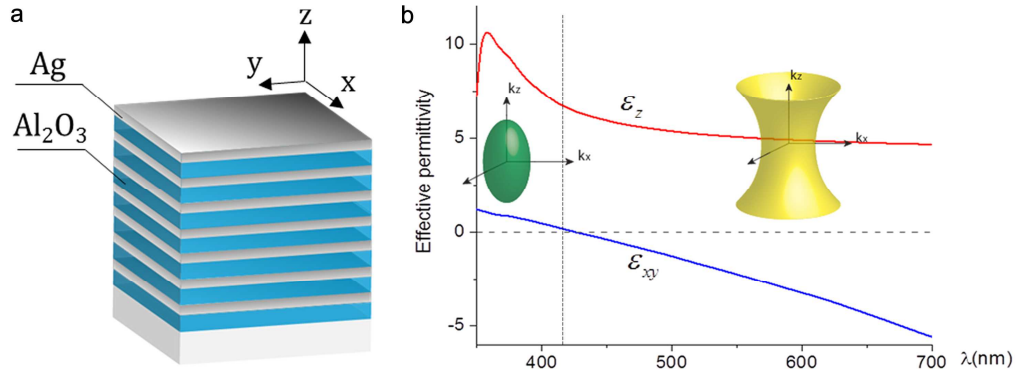 a
z
y
x
Ag
Al₂O₃
b
Effective permittivity
10
5
0
-5
400
500
600
700
λ(nm)
εz
εxy
kz
kx
kz
kx